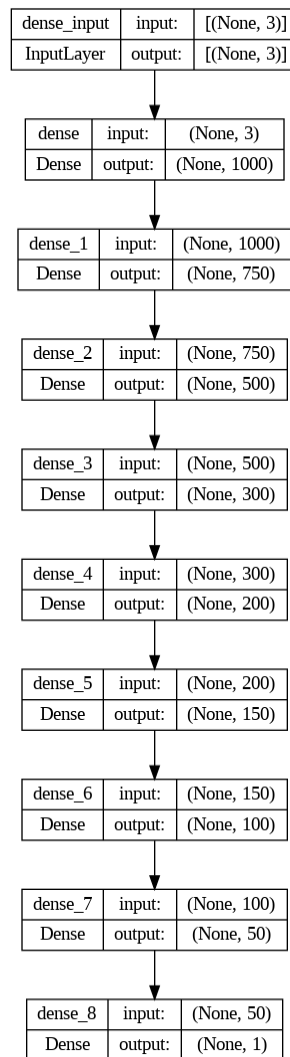 dense_input input: [(None, 3)]
InputLayer output: [(None, 3)]
dense input: (None, 3)
Dense output: (None, 1000)
dense_1 input: (None, 1000)
Dense output: (None, 750)
dense_2 input: (None, 750)
Dense output: (None, 500)
dense_3 input: (None, 500)
Dense output: (None, 300)
dense_4 input: (None, 300)
Dense output: (None, 200)
dense_5 input: (None, 200)
Dense output: (None, 150)
dense_6 input: (None, 150)
Dense output: (None, 100)
dense_7 input: (None, 100)
Dense output: (None, 50)
dense_8 input: (None, 50)
Dense output: (None, 1)